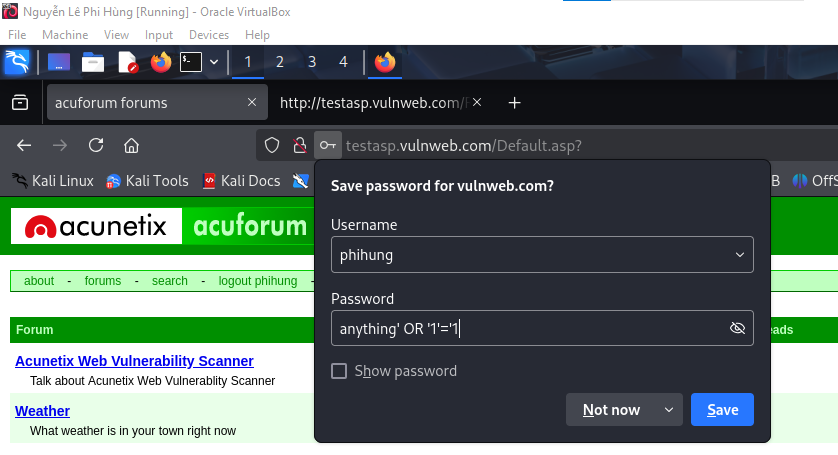 Nguyễn Lê Phi Hùng [Running] - Oracle VirtualBox
File Machine View Input Devices Help
1 2 3 4
acuforum forums × http://testasp.vulnweb.com/ × +
testasp.vulnweb.com/Default.asp?
Kali Linux Kali Tools Kali Docs B OffS
Save password for vulnweb.com?
acunetix acuforum
Username
phihung
about - forums - search - logout phihung -
Password
anything' OR '1'='1
Forum eads
Acunetix Web Vulnerability Scanner
Talk about Acunetix Web Vulnerablity Scanner
Show password
Weather
What weather is in your town right now
Not now Save